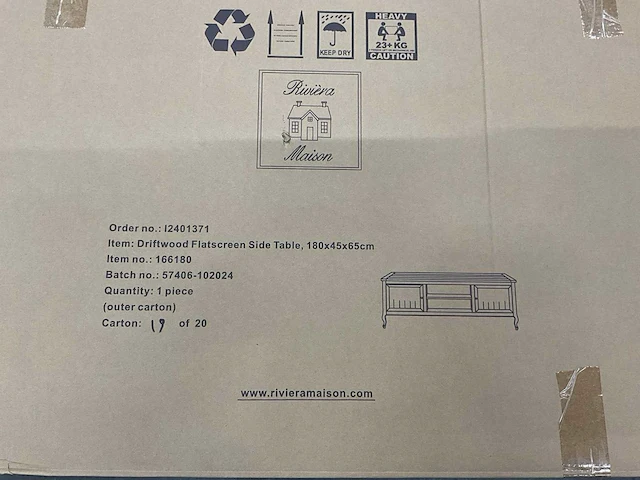 HEAVY
KEEP DRY
23+ KG
CAUTION
Rivièra
Maison
Order no.: I2401371
Item: Driftwood Flatscreen Side Table, 180x45x65cm
Item no.: 166180
Batch no.: 57406-102024
Quantity: 1 piece
(outer carton)
Carton: 19 of 20
www.rivieramaison.com